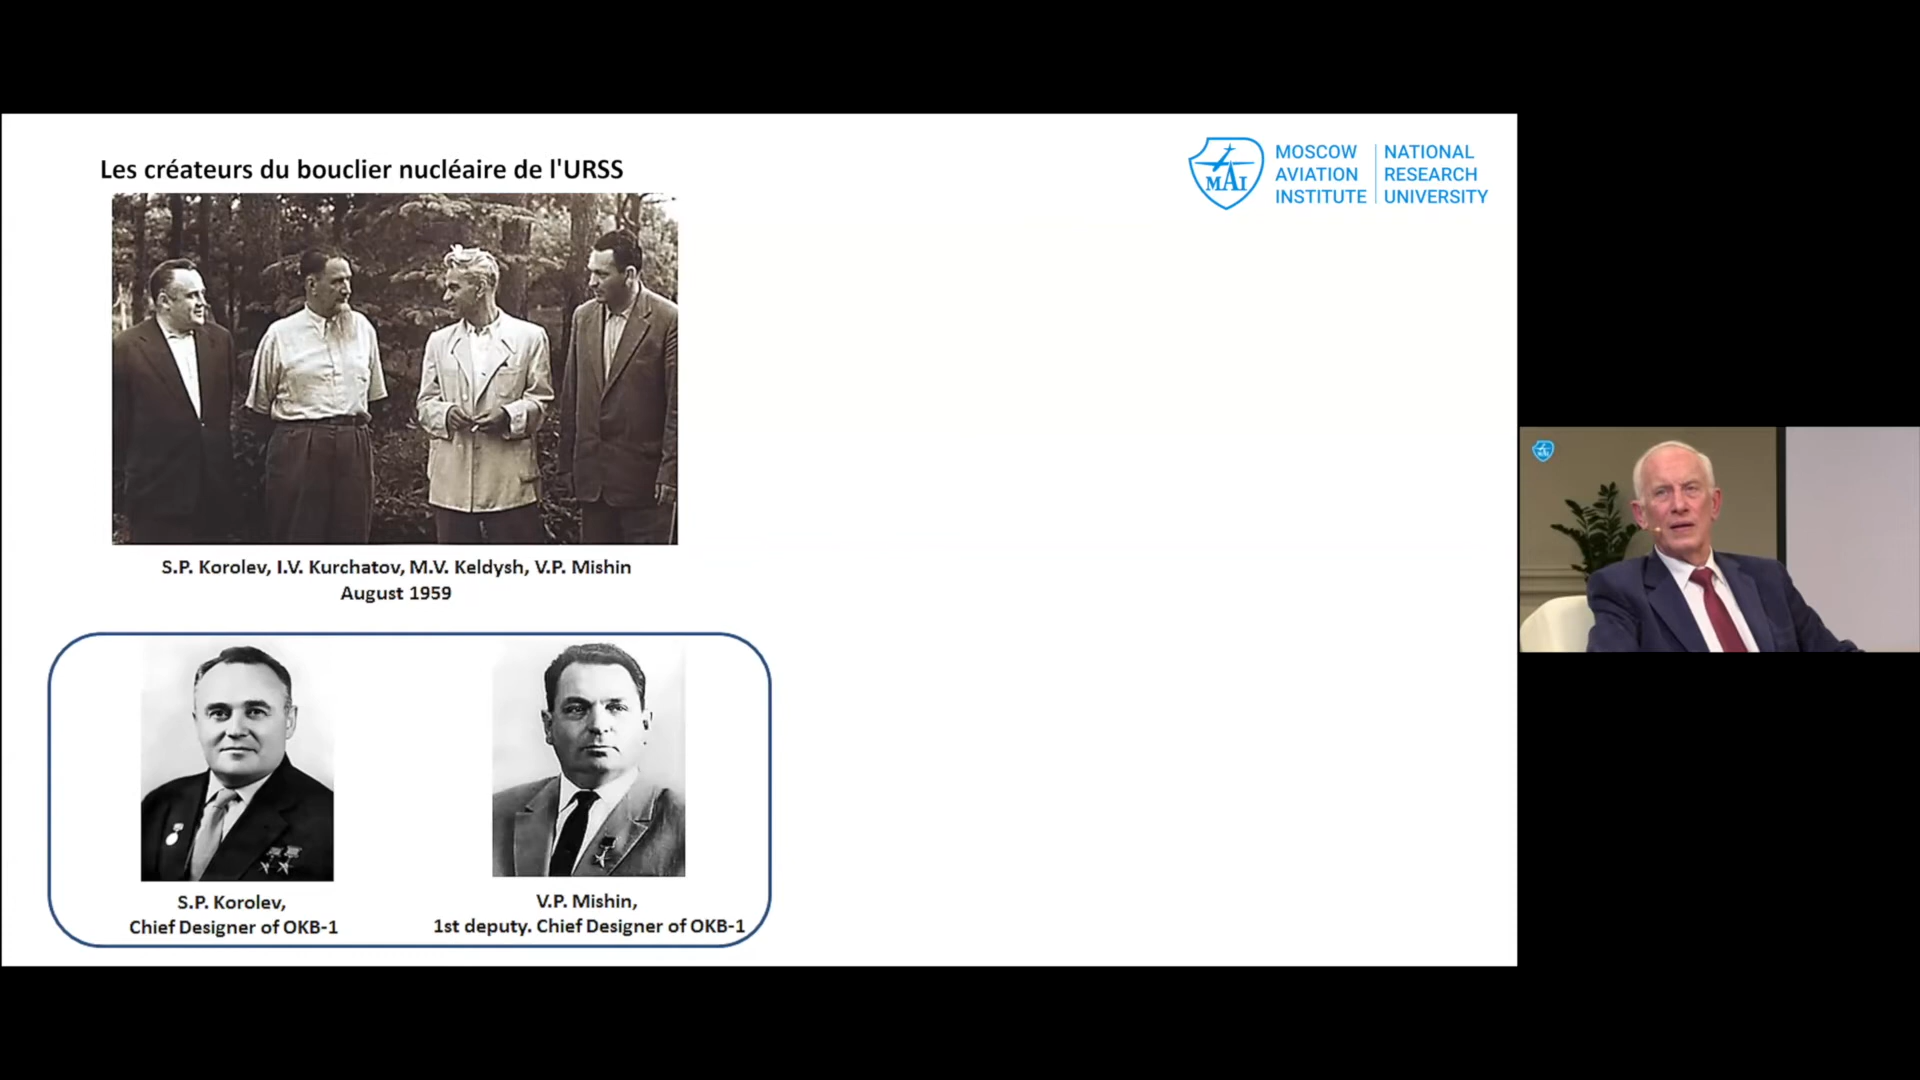 Les créateurs du bouclier nucléaire de l'URSS
MOSCOW
AVIATION
INSTITUTE
NATIONAL
RESEARCH
UNIVERSITY
MAI
S.P. Korolev, I.V. Kurchatov, M.V. Keldysh, V.P. Mishin
August 1959
S.P. Korolev,
Chief Designer of OKB-1
V.P. Mishin,
1st deputy. Chief Designer of OKB-1